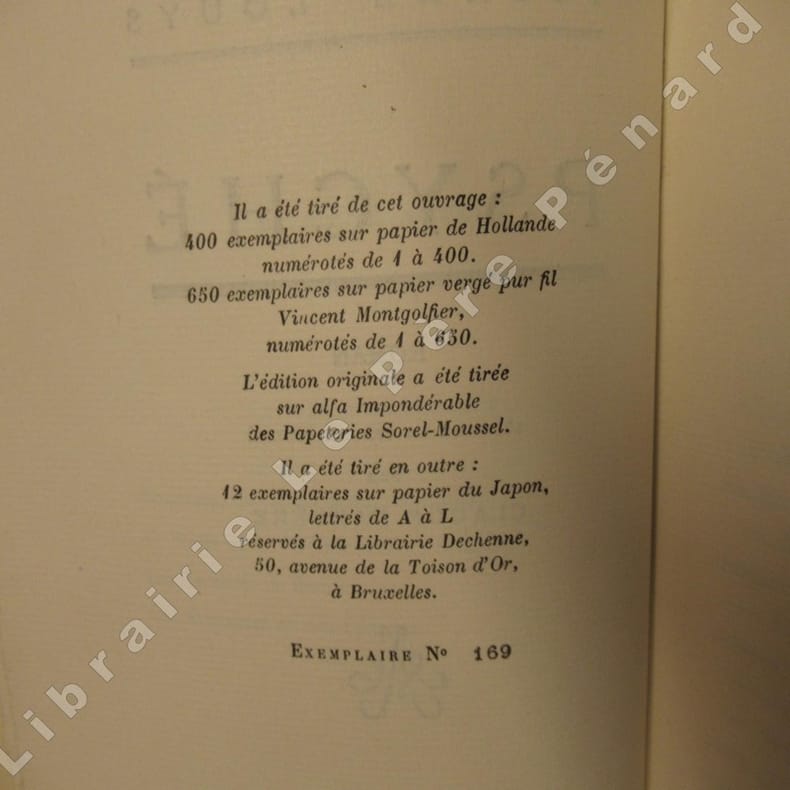 Il a été tiré de cet ouvrage :
400 exemplaires sur papier de Hollande
numérotés de 1 à 400.
650 exemplaires sur papier vergé pur fil
Vincent Montgolfier,
numérotés de 1 à 650.
L'édition originale a été tirée
sur alfa Impondérable
des Papeteries Sorel-Moussel.
Il a été tiré en outre :
12 exemplaires sur papier du Japon,
lettrés de A à L
réservés à la Librairie Dechenne,
50, avenue de la Toison d'Or,
à Bruxelles.
EXEMPLAIRE Nº 169
Librairie Le Père Pénard